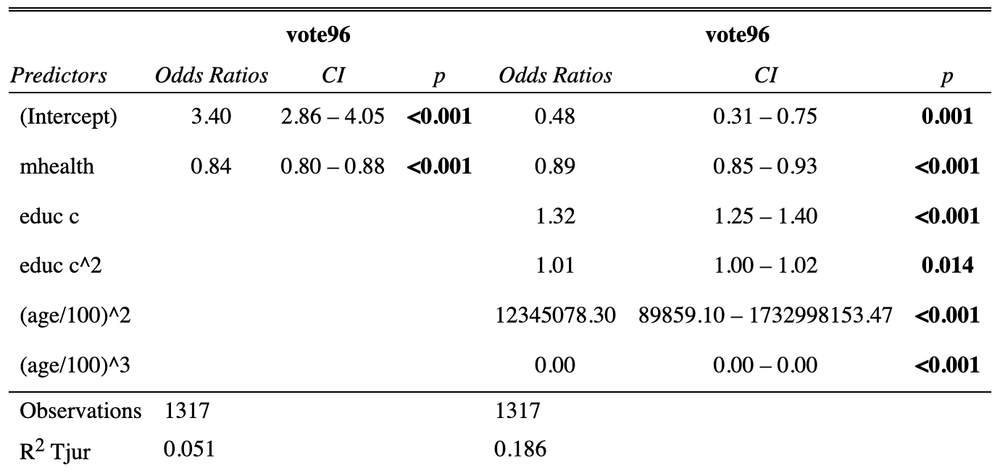 vote96 vote96
Predictors Odds Ratios CI p Odds Ratios CI p
(Intercept) 3.40 2.86 – 4.05 <0.001 0.48 0.31 – 0.75 0.001
mhealth 0.84 0.80 – 0.88 <0.001 0.89 0.85 – 0.93 <0.001
educ c 1.32 1.25 – 1.40 <0.001
educ c^2 1.01 1.00 – 1.02 0.014
(age/100)^2 12345078.30 89859.10 – 1732998153.47 <0.001
(age/100)^3 0.00 0.00 – 0.00 <0.001
Observations 1317 1317
R2 Tjur 0.051 0.186